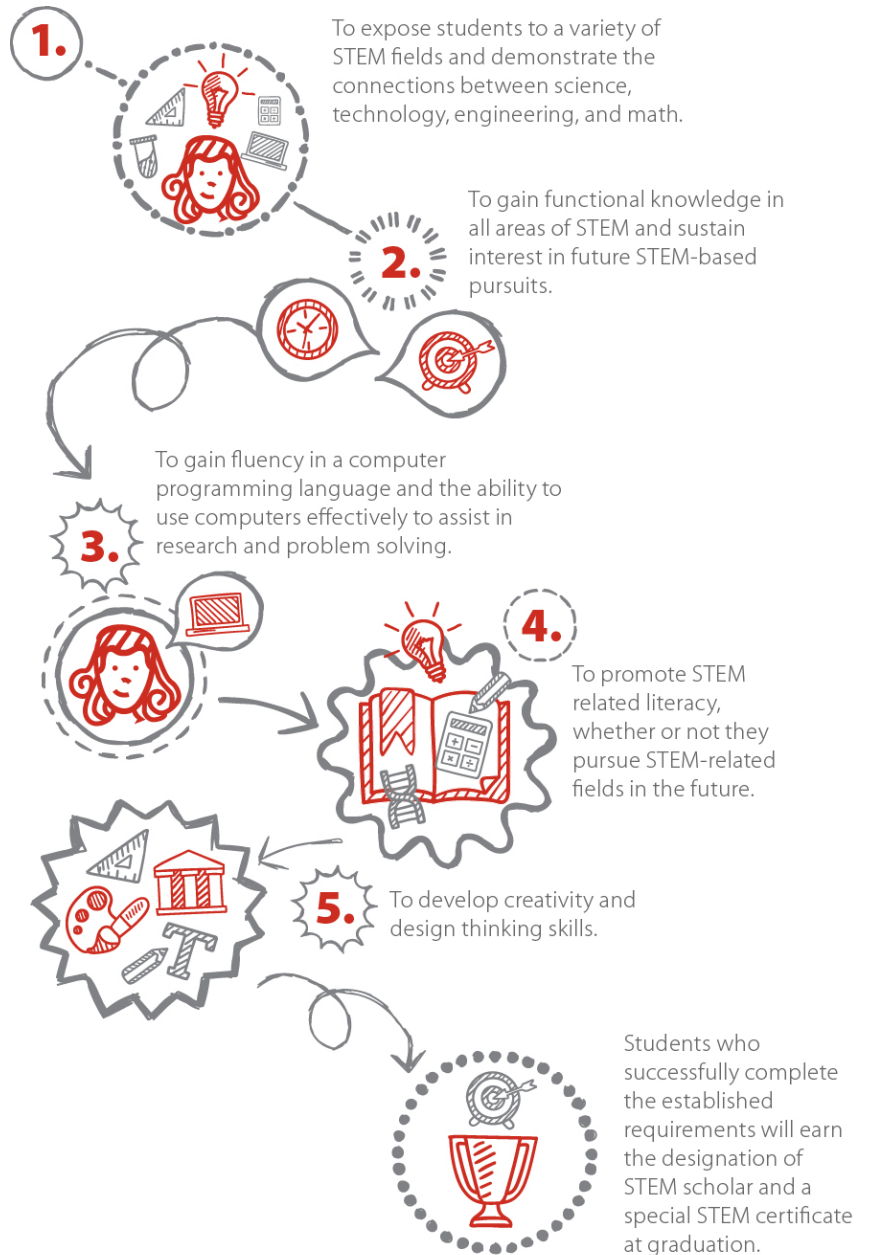 1.
To expose students to a variety of
STEM fields and demonstrate the
connections between science,
technology, engineering, and math.
2.
To gain functional knowledge in
all areas of STEM and sustain
interest in future STEM-based
pursuits.
3.
To gain fluency in a computer
programming language and the ability to
use computers effectively to assist in
research and problem solving.
4.
To promote STEM
related literacy,
whether or not they
pursue STEM-related
fields in the future.
5.
To develop creativity and
design thinking skills.
T
Students who
successfully complete
the established
requirements will earn
the designation of
STEM scholar and a
special STEM certificate
at graduation.